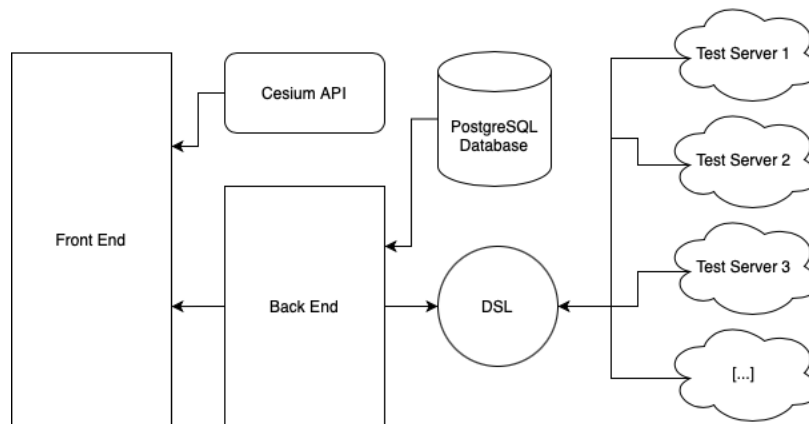 Cesium API
PostgreSQL
Database
Test Server 1
Test Server 2
Front End
Back End
DSL
Test Server 3
[...]